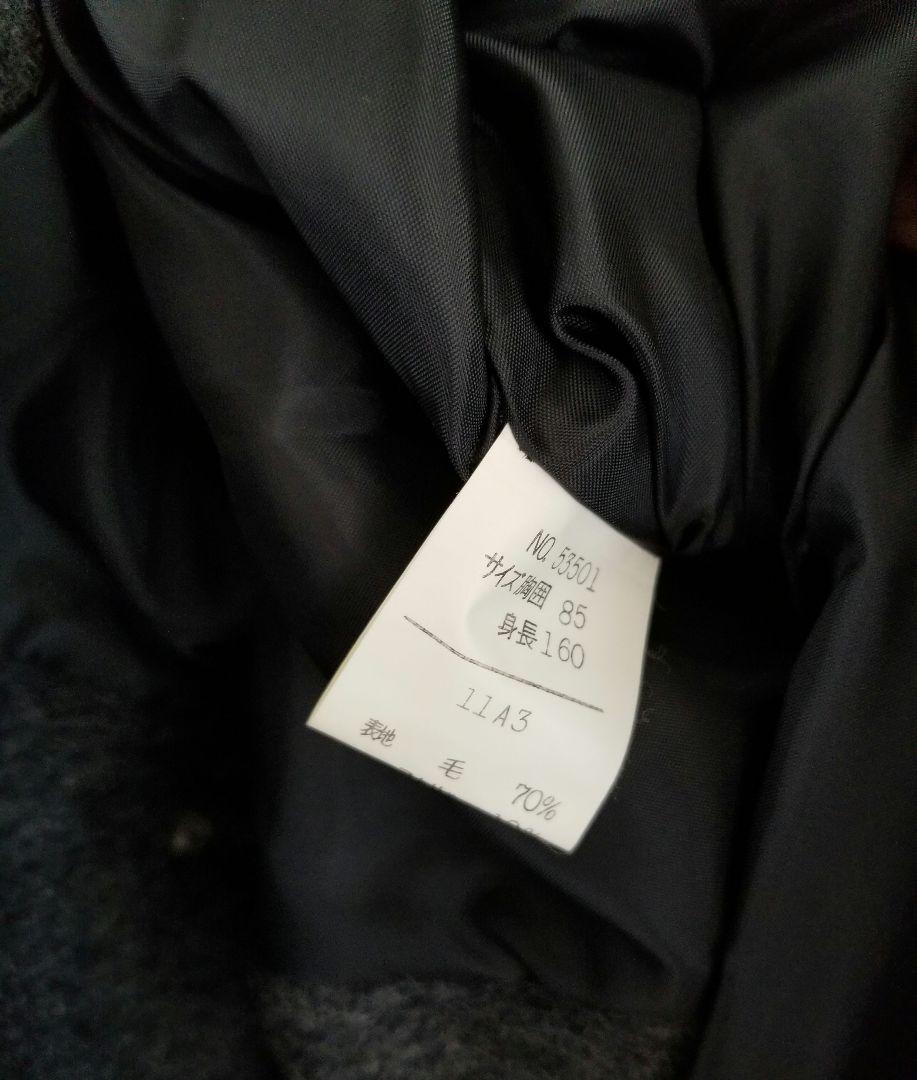 NO. 53501
サイズ胸囲 85
身長 160
11A3
表地
毛 70%